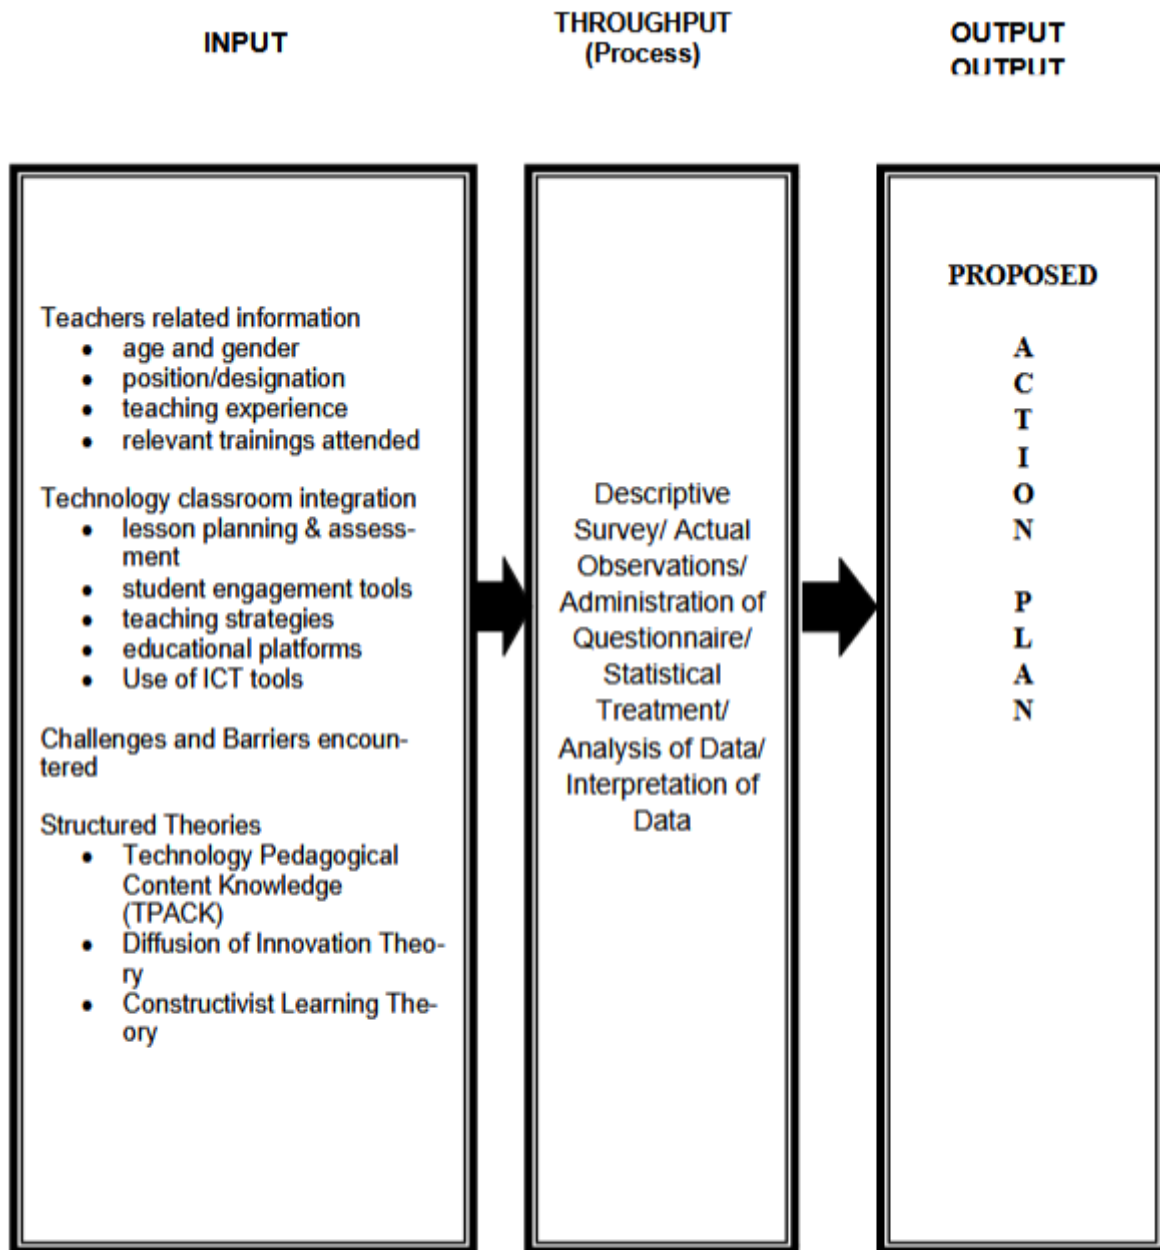 INPUT
THROUGHPUT
(Process)
OUTPUT
OUTPUT
Teachers related information
• age and gender
• position/designation
• teaching experience
• relevant trainings attended
Technology classroom integration
• lesson planning & assess-
ment
• student engagement tools
• teaching strategies
• educational platforms
• Use of ICT tools
Challenges and Barriers encoun-
tered
Structured Theories
• Technology Pedagogical
Content Knowledge
(TPACK)
• Diffusion of Innovation Theo-
ry
• Constructivist Learning The-
ory
Descriptive
Survey/ Actual
Observations/
Administration of
Questionnaire/
Statistical
Treatment/
Analysis of Data/
Interpretation of
Data
PROPOSED
A
C
T
I
O
N
P
L
A
N